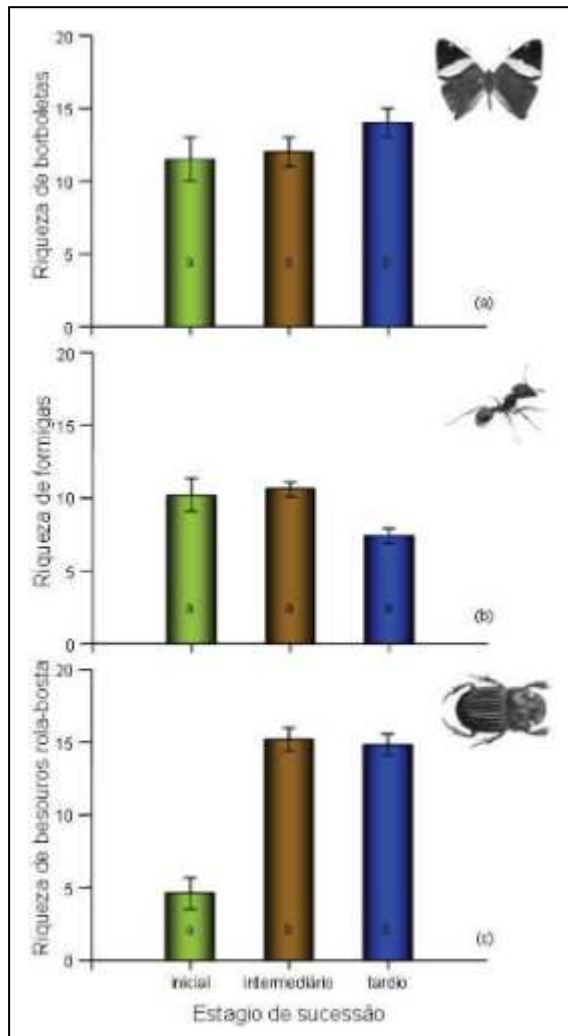 20
15
10
5
0
Riqueza de borboletas
a
a
(a)
20
15
10
5
0
Riqueza de formigas
a
a
a
(b)
20
15
10
5
0
Riqueza de besouros rola-bosta
a
(c)
inicial intermediário tardio
Estagio de sucessão